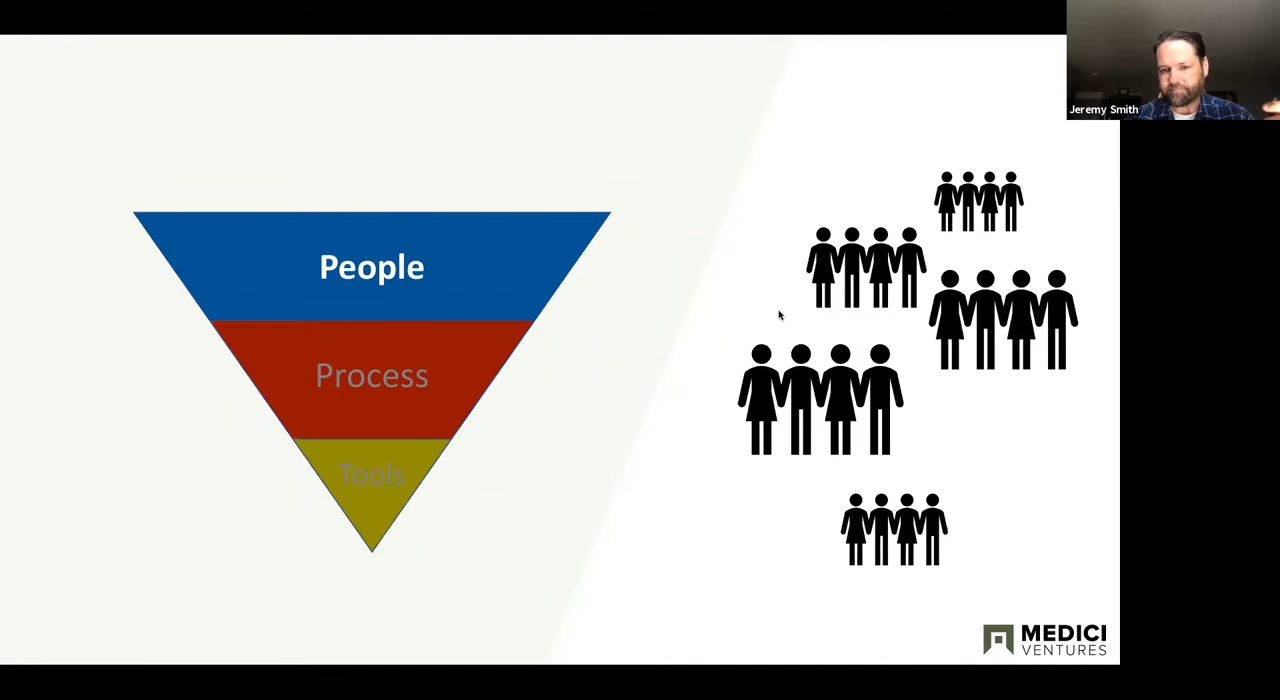 Jeremy Smith
People
Process
Tools
MEDICI
VENTURES